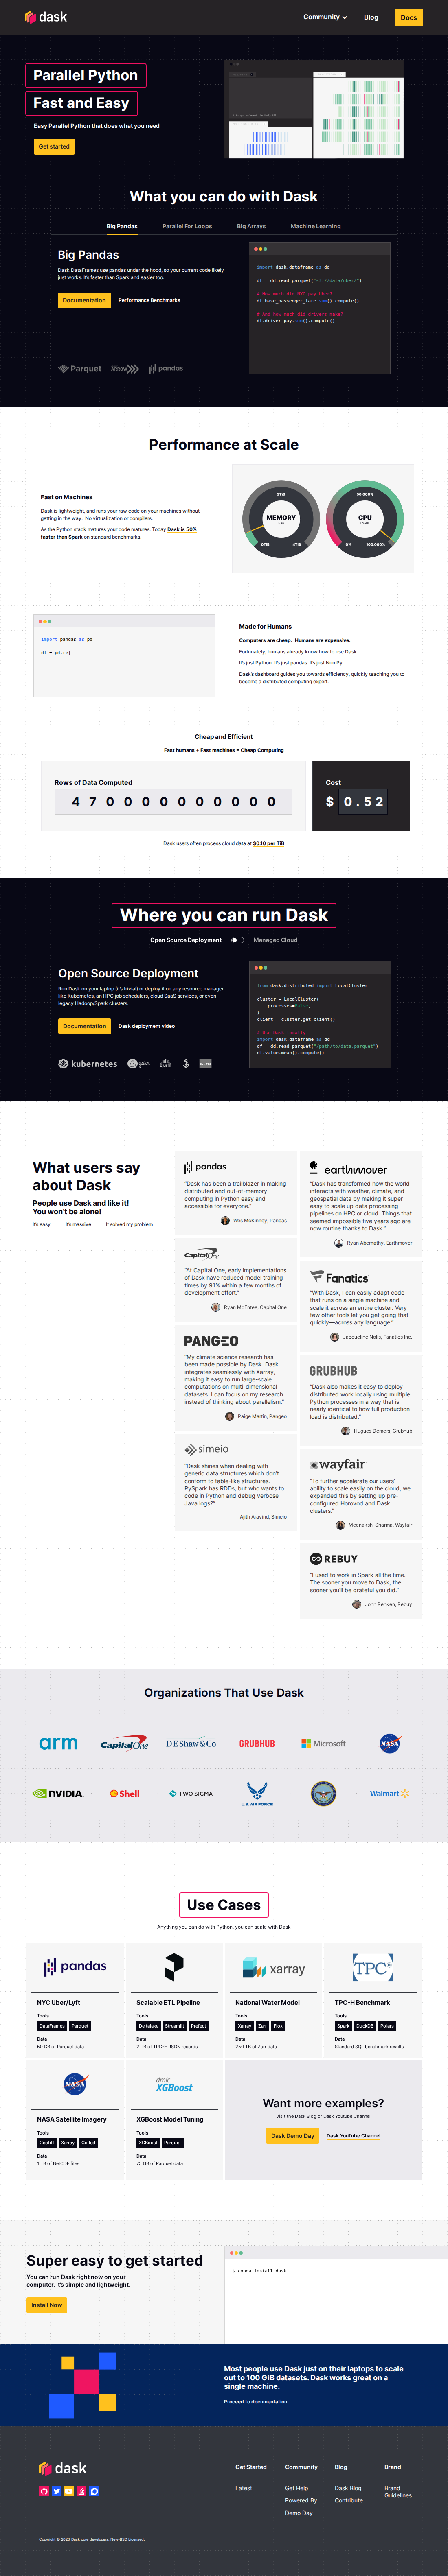 dask
Community
Blog
Docs
Parallel Python
Fast and Easy
Easy Parallel Python that does what you need
Get started
What you can do with Dask
Big Pandas
Parallel For Loops
Big Arrays
Machine Learning
Big Pandas
Dask DataFrames use pandas under the hood, so your current code likely
just works. It's faster than Spark and easier too.
Documentation
Performance Benchmarks
Parquet
pandas
import dask.dataframe as dd
df = dd.read_parquet("s3://data/uber/")
# How much did NYC pay Uber?
df.base_passenger_fare.sum().compute()
# And how much did drivers make?
df.driver_pay.sum().compute()
Performance at Scale
Fast on Machines
Dask is lightweight, and runs your raw code on your machines without
getting in the way. No virtualization or compilers.
As the Python stack matures your code matures. Today Dask is 50%
faster than Spark on standard benchmarks.
2TiB
MEMORY
0TiB
4TiB
50,000%
CPU
0%
100,000%
import pandas as pd
df = pd.re|
Made for Humans
Computers are cheap. Humans are expensive.
Fortunately, humans already know how to use Dask.
It's just Python. It's just pandas. It's just NumPy.
Dask's dashboard guides you towards efficiency, quickly teaching you to
become a distributed computing expert.
Cheap and Efficient
Fast humans + Fast machines = Cheap Computing
Rows of Data Computed
4 7 0 0 0 0 0 0 0 0 0 0
Cost
$ 0.52
Dask users often process cloud data at $0.10 per TiB
Where you can run Dask
Open Source Deployment
Managed Cloud
Open Source Deployment
Run Dask on your laptop (it's trivial) or deploy it on any resource manager
like Kubernetes, an HPC job schedulers, cloud SaaS services, or even
legacy Hadoop/Spark clusters.
Documentation
Dask deployment video
kubernetes
from dask.distributed import LocalCluster
cluster = LocalCluster(
processes=False,
)
client = cluster.get_client()
# Use Dask locally
import dask.dataframe as dd
df = dd.read_parquet("/path/to/data.parquet")
df.value.mean().compute()
What users say
about Dask
People use Dask and like it!
You won't be alone!
It's easy
It's massive
It solved my problem
pandas
"Dask has been a trailblazer in making
distributed and out-of-memory
computing in Python easy and
accessible for everyone."
Wes McKinney, Pandas
Capital One
"At Capital One, early implementations
of Dask have reduced model training
times by 91% within a few months of
development effort."
Ryan McEntee, Capital One
PANGEO
"My climate science research has
been made possible by Dask. Dask
integrates seamlessly with Xarray,
making it easy to run large-scale
computations on multi-dimensional
datasets. I can focus on my research
instead of thinking about parallelism."
Paige Martin, Pangeo
simeio
"Dask shines when dealing with
generic data structures which don't
conform to table-like structures.
PySpark has RDDs, but who wants to
code in Python and debug verbose
Java logs?"
Ajith Aravind, Simeio
earthmover
"Dask has transformed how the world
interacts with weather, climate, and
geospatial data by making it super
easy to scale up data processing
pipelines on HPC or cloud. Things that
seemed impossible five years ago are
now routine thanks to Dask."
Ryan Abernathy, Earthmover
Fanatics
"With Dask, I can easily adapt code
that runs on a single machine and
scale it across an entire cluster. Very
few other tools let you get going that
quickly—across any language."
Jacqueline Nolis, Fanatics Inc.
GRUBHUB
"Dask also makes it easy to deploy
distributed work locally using multiple
Python processes in a way that is
nearly identical to how full production
load is distributed."
Hugues Demers, Grubhub
wayfair
"To further accelerate our users'
ability to scale easily on the cloud, we
expanded this by setting up pre-
configured Horovod and Dask
clusters."
Meenakshi Sharma, Wayfair
REBUY
"I used to work in Spark all the time.
The sooner you move to Dask, the
sooner you'll be grateful you did."
John Renken, Rebuy
Organizations That Use Dask
arm
Capital One
DE Shaw & Co
GRUBHUB
Microsoft
NASA
NVIDIA.
Shell
TWO SIGMA
U.S. AIR FORCE
Walmart
Use Cases
Anything you can do with Python, you can scale with Dask
pandas
NYC Uber/Lyft
Tools
DataFrames
Parquet
Data
50 GB of Parquet data
Scalable ETL Pipeline
Tools
Deltalake
Streamlit
Prefect
Data
2 TB of TPC-H JSON records
xarray
National Water Model
Tools
Xarray
Zarr
Flox
Data
250 TB of Zarr data
TPC
TPC-H Benchmark
Tools
Spark
DuckDB
Polars
Data
Standard SQL benchmark results
NASA
NASA Satellite Imagery
Tools
Geotiff
Xarray
Coiled
Data
1 TB of NetCDF files
dmlc
XGBoost
XGBoost Model Tuning
Tools
XGBoost
Parquet
Data
75 GB of Parquet data
Want more examples?
Visit the Dask Blog or Dask Youtube Channel
Dask Demo Day
Dask YouTube Channel
Super easy to get started
You can run Dask right now on your
computer. It's simple and lightweight.
Install Now
$ conda install dask|
Most people use Dask just on their laptops to scale
out to 100 GiB datasets. Dask works great on a
single machine.
Proceed to documentation
dask
Get Started
Latest
Community
Get Help
Powered By
Demo Day
Blog
Dask Blog
Contribute
Brand
Brand
Guidelines